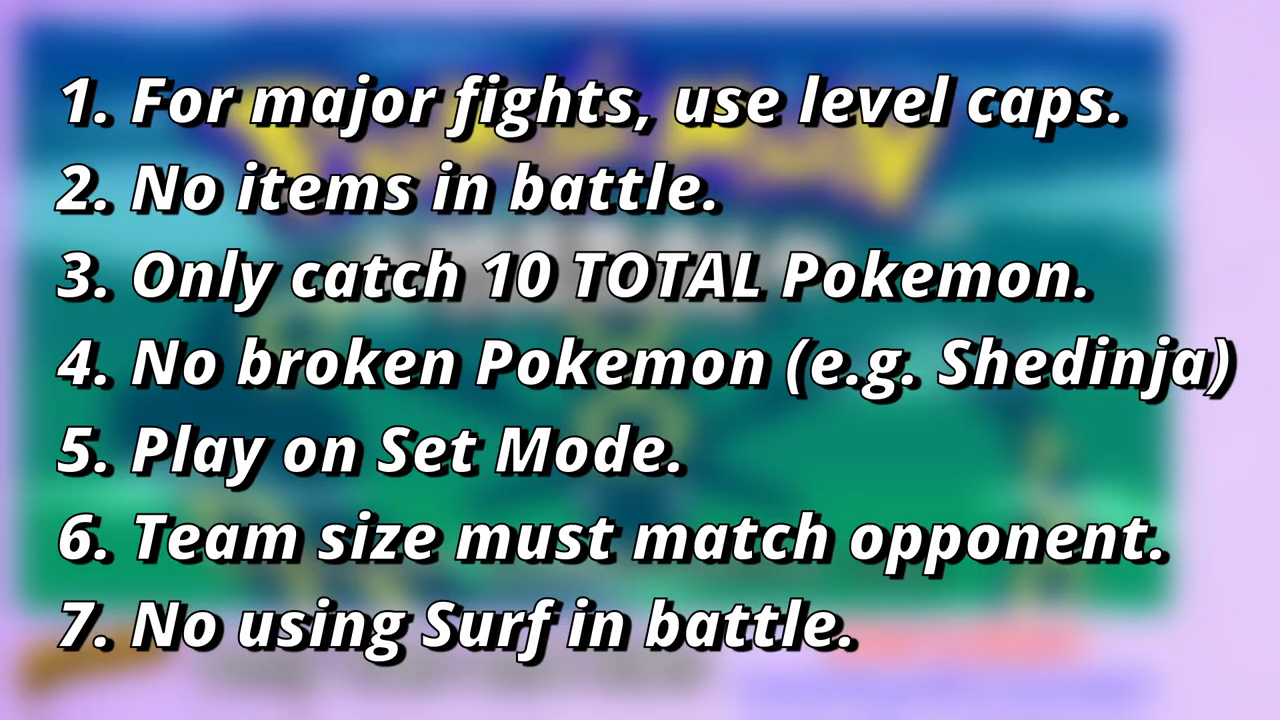 1. For major fights, use level caps.
2. No items in battle.
3. Only catch 10 TOTAL Pokemon.
4. No broken Pokemon (e.g. Shedinja)
5. Play on Set Mode.
6. Team size must match opponent.
7. No using Surf in battle.